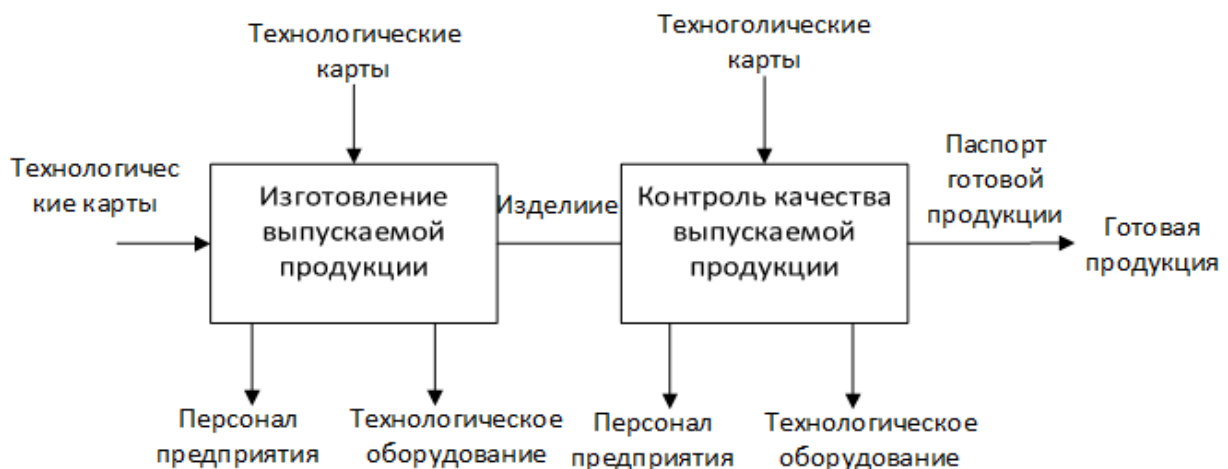 Технологические
карты
Техноголические
карты
Технологичес
кие карты
Изготовление
выпускаемой
продукции
Изделиие
Контроль качества
выпускаемой
продукции
Паспорт
готовой
продукции
Готовая
продукция
Персонал
предприятия
Технологическое
оборудование
Персонал
предприятия
Технологическое
оборудование